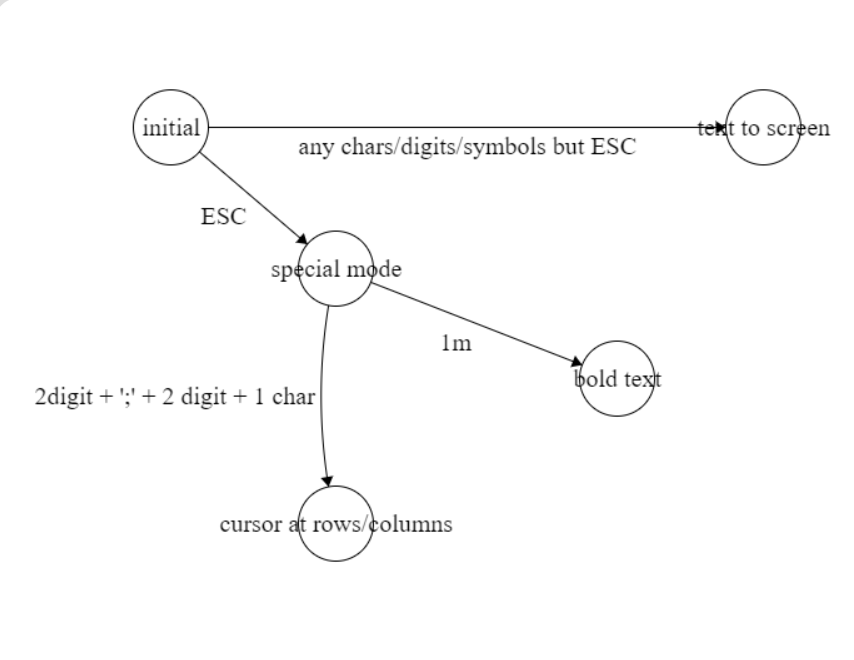 initial
text to screen
any chars/digits/symbols but ESC
ESC
special mode
1m
bold text
2digit + ';' + 2 digit + 1 char
cursor at rows/columns